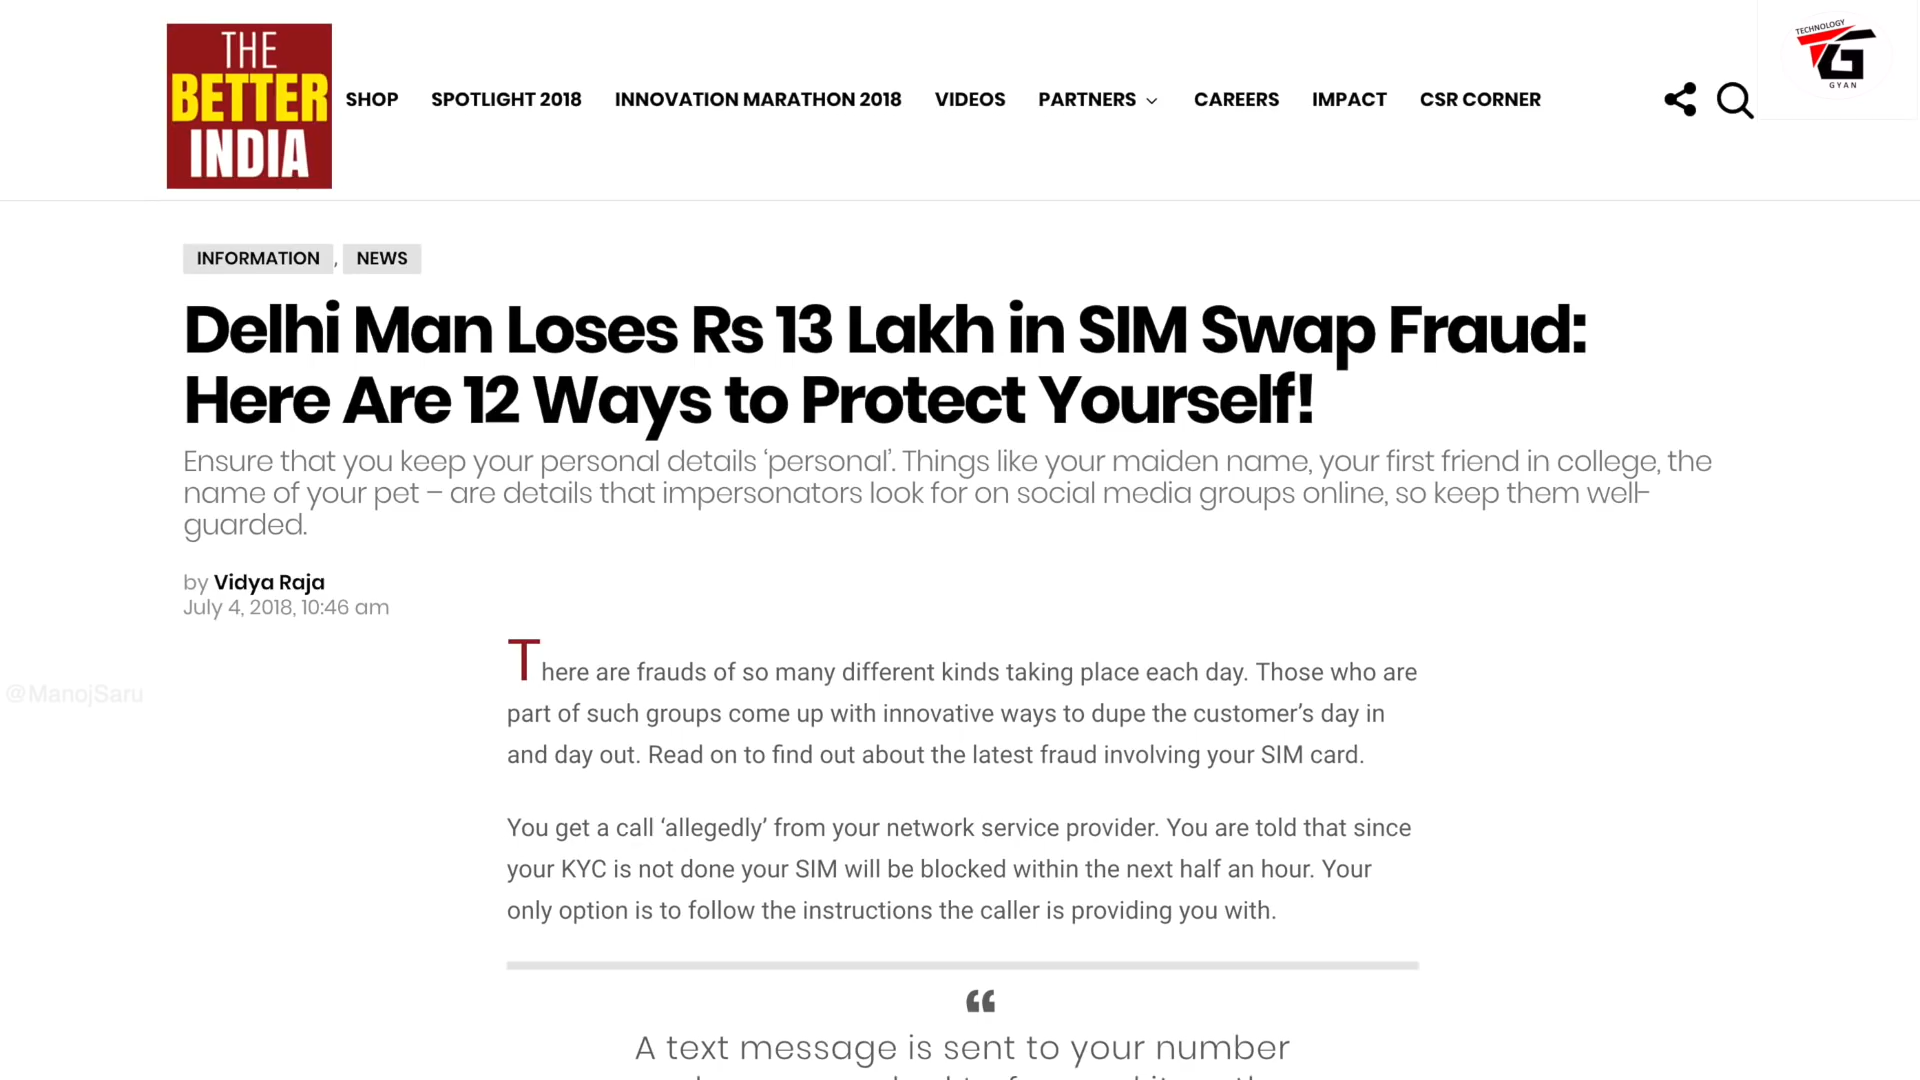 THE
BETTER
INDIA
SHOP SPOTLIGHT 2018 INNOVATION MARATHON 2018 VIDEOS PARTNERS CAREERS IMPACT CSR CORNER
TECHNOLOGY
TG
GYAN
INFORMATION , NEWS
Delhi Man Loses Rs 13 Lakh in SIM Swap Fraud:
Here Are 12 Ways to Protect Yourself!
Ensure that you keep your personal details ‘personal’. Things like your maiden name, your first friend in college, the
name of your pet – are details that impersonators look for on social media groups online, so keep them well-
guarded.
by Vidya Raja
July 4, 2018, 10:46 am
There are frauds of so many different kinds taking place each day. Those who are
part of such groups come up with innovative ways to dupe the customer’s day in
and day out. Read on to find out about the latest fraud involving your SIM card.
@ManojSaru
You get a call ‘allegedly’ from your network service provider. You are told that since
your KYC is not done your SIM will be blocked within the next half an hour. Your
only option is to follow the instructions the caller is providing you with.
“
A text message is sent to your number